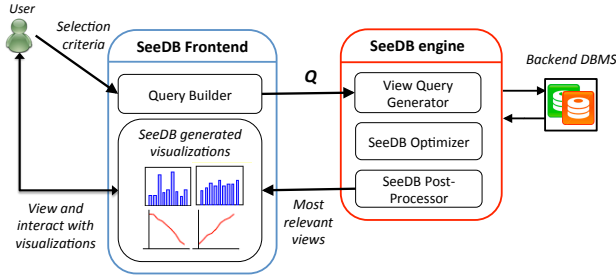 User
Selection
criteria
SeeDB Frontend
Query Builder
SeeDB generated
visualizations
View and
interact with
visualizations
Q
Most
relevant
views
SeeDB engine
View Query
Generator
SeeDB Optimizer
SeeDB Post-
Processor
Backend DBMS